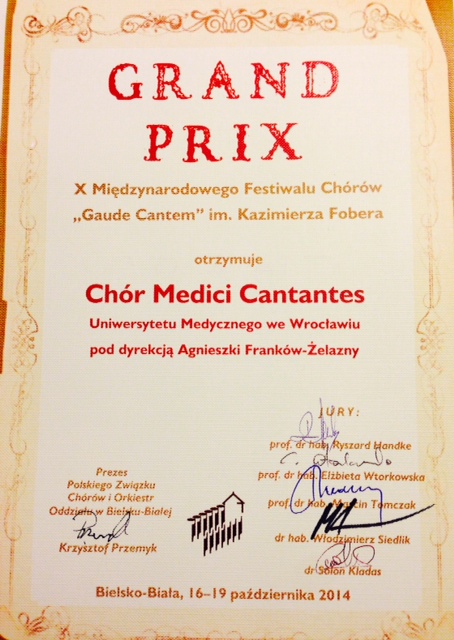 GRAND
PRIX
X Międzynarodowego Festiwalu Chórów
„Gaude Cantem” im. Kazimierza Fobera
otrzymuje
Chór Medici Cantantes
Uniwersytetu Medycznego we Wrocławiu
pod dyrekcją Agnieszki Franków-Żelazny
JURY:
prof. dr hab. Ryszard Handke
prof. dr hab. Elżbieta Wtorkowska
prof. dr hab. Marcin Tomczak
dr hab. Włodzimierz Siedlik
dr Solon Kladas
Prezes
Polskiego Związku
Chórów i Orkiestr
Oddziału w Bielsku-Białej
Krzysztof Przemyk
Bielsko-Biała, 16–19 października 2014